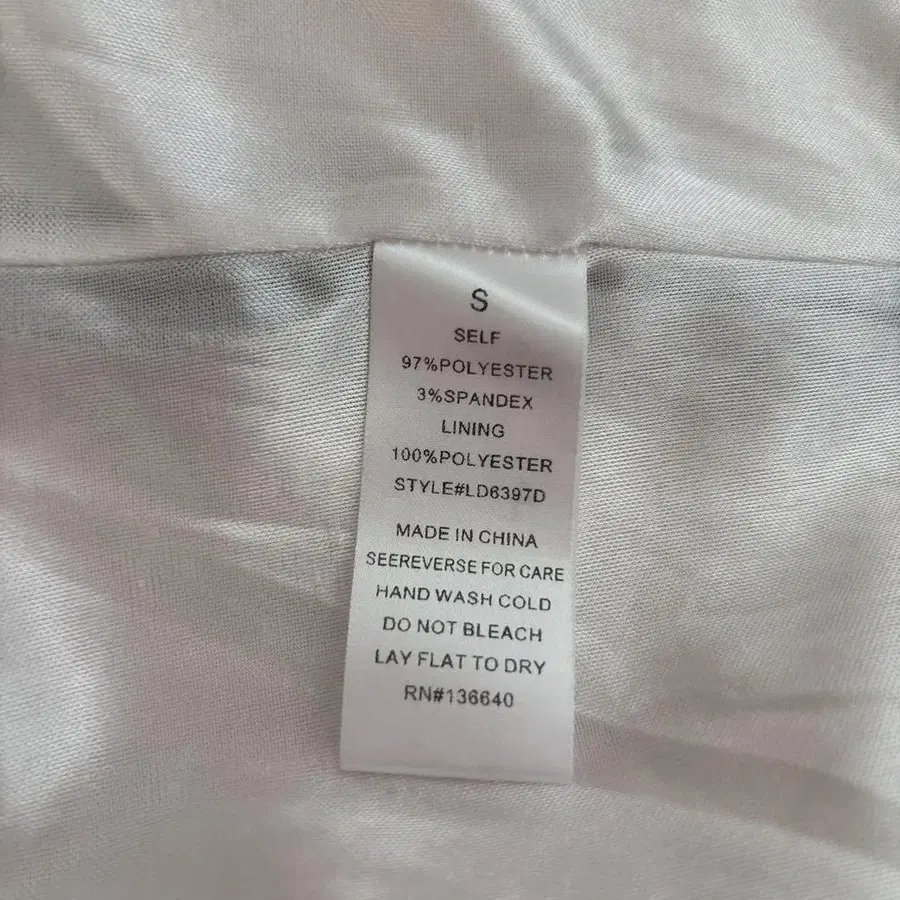 S
SELF
97%POLYESTER
3%SPANDEX
LINING
100%POLYESTER
STYLE#LD6397D
MADE IN CHINA
SEEREVERSE FOR CARE
HAND WASH COLD
DO NOT BLEACH
LAY FLAT TO DRY
RN#136640